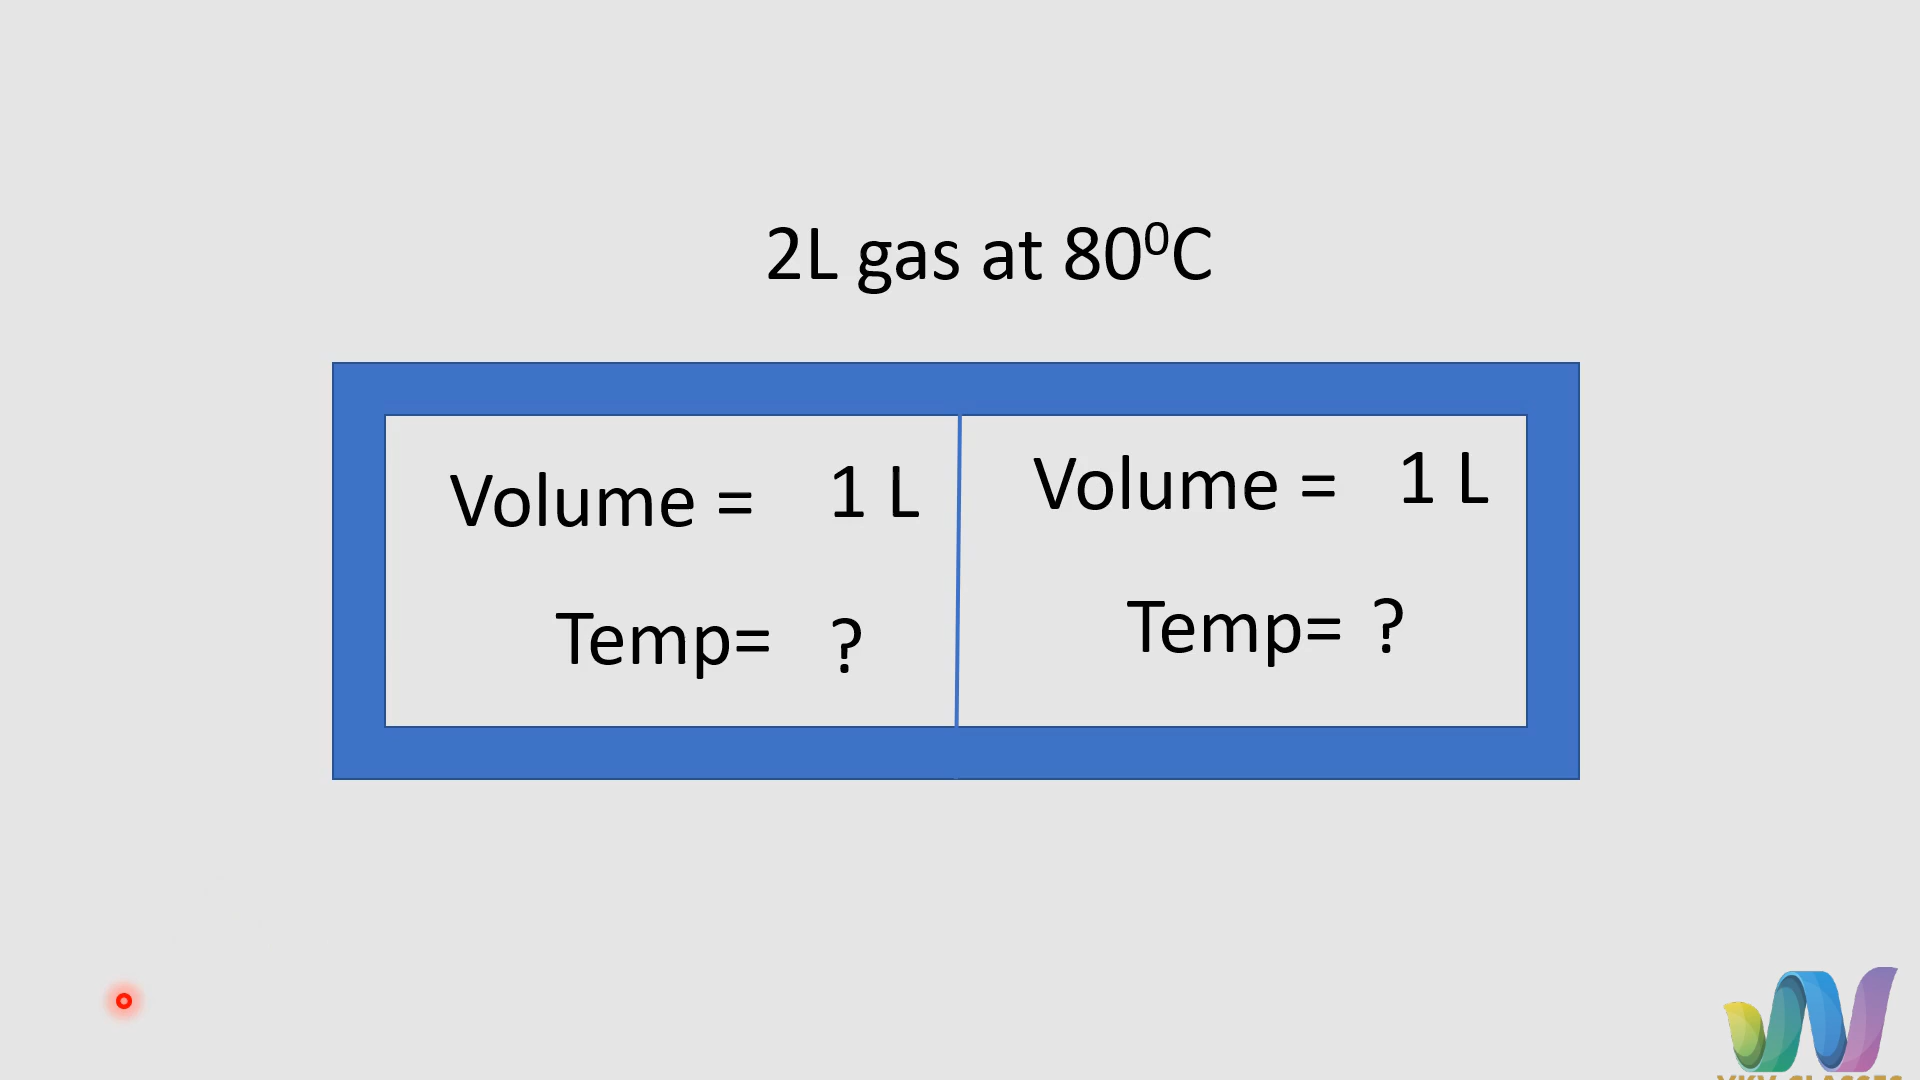 2L gas at 80⁰C
Volume = 1 L
Temp= ?
Volume = 1 L
Temp= ?